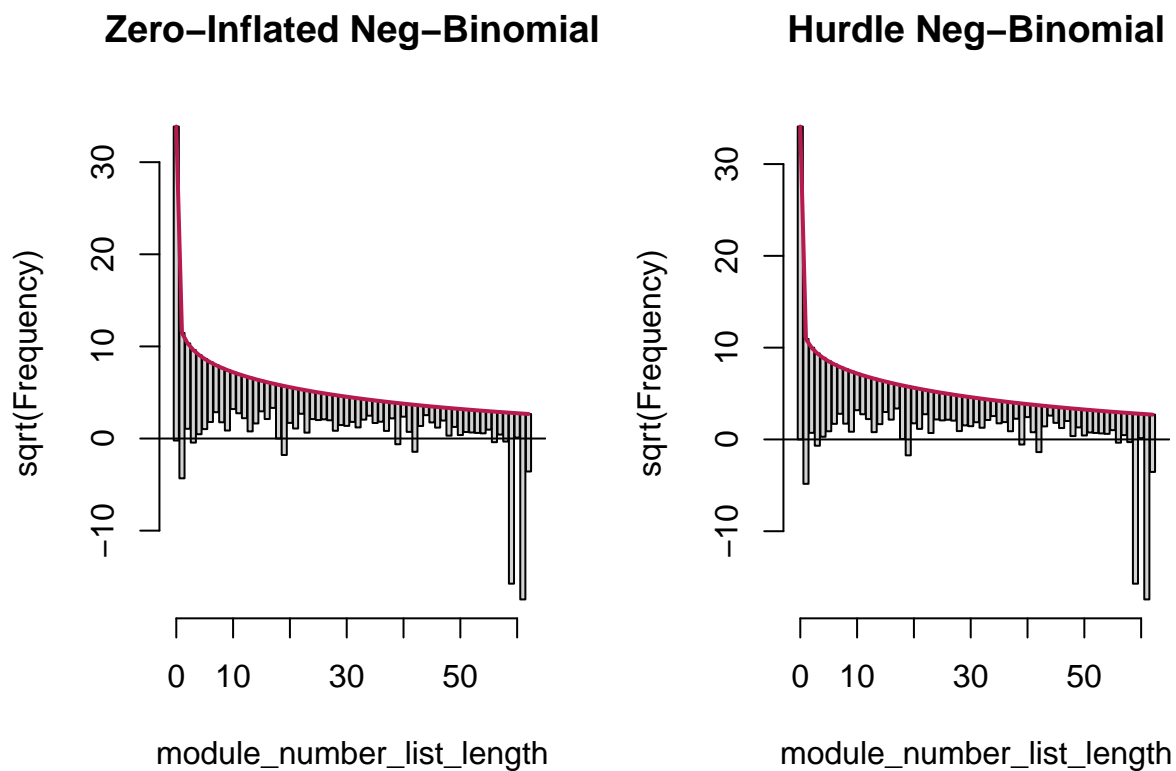 Zero−Inflated Neg−Binomial
sqrt(Frequency)
30
20
10
0
−10
0 10 30 50
module_number_list_length
Hurdle Neg−Binomial
sqrt(Frequency)
30
20
10
0
−10
0 10 30 50
module_number_list_length